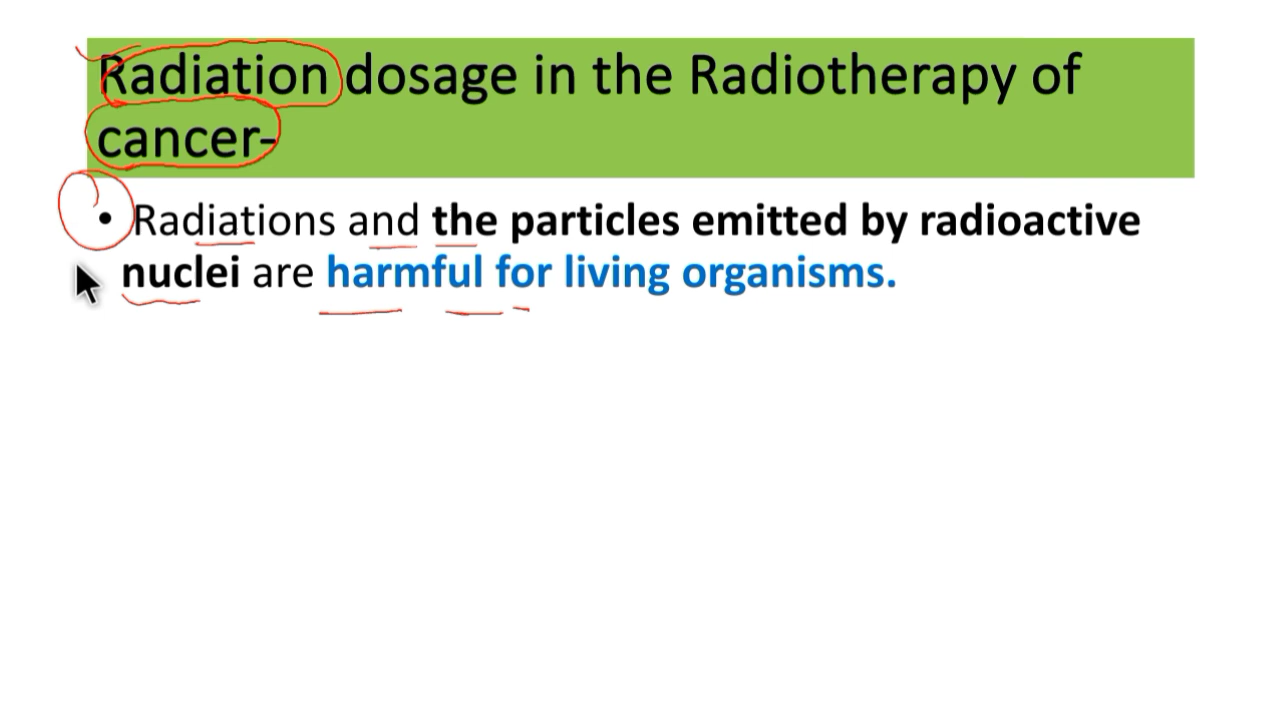 Radiation dosage in the Radiotherapy of
cancer-
• Radiations and the particles emitted by radioactive
nuclei are harmful for living organisms.